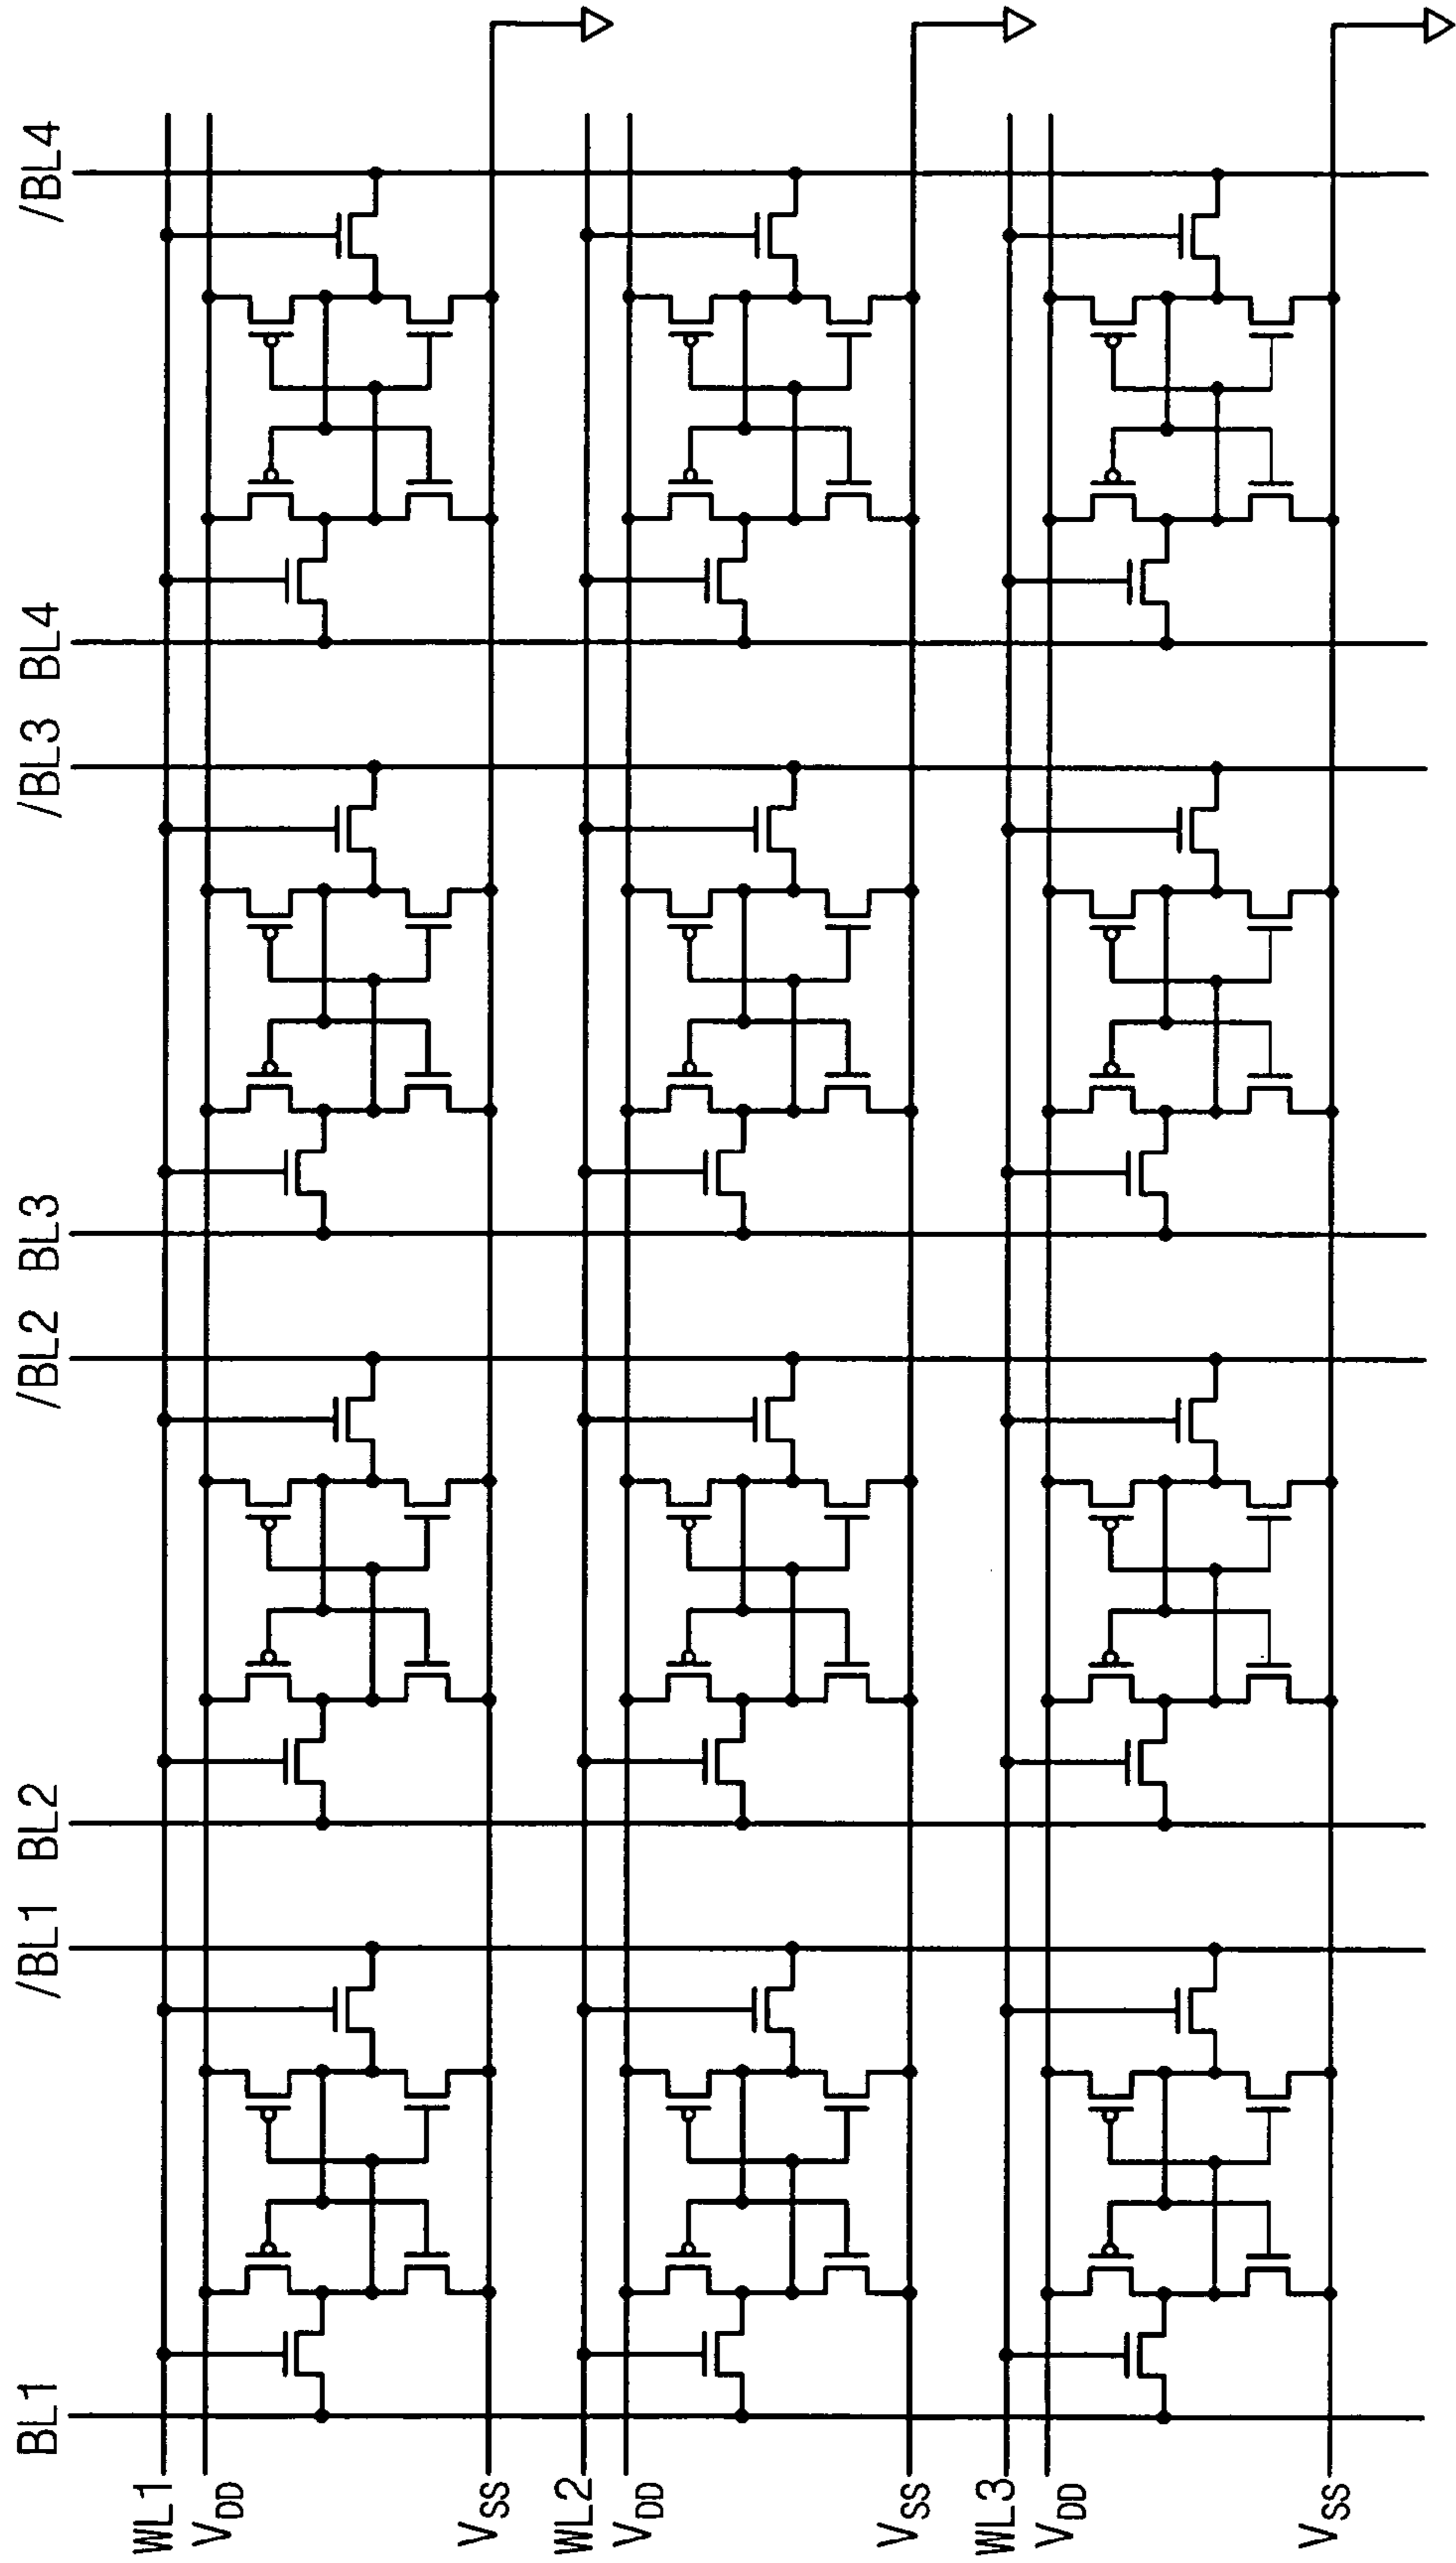 BL1 /BL1 BL2 /BL2 BL3 /BL3 BL4 /BL4
WL1
VDD
VSS
WL2
VDD
VSS
WL3
VDD
VSS